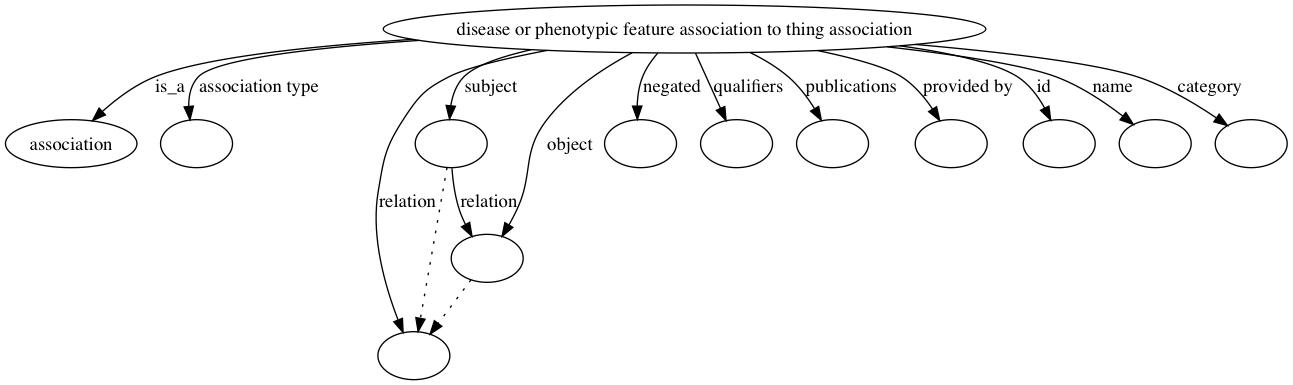 disease or phenotypic feature association to thing association
is_a
association type
subject
negated
qualifiers
publications
provided by
id
name
category
association
object
relation
relation